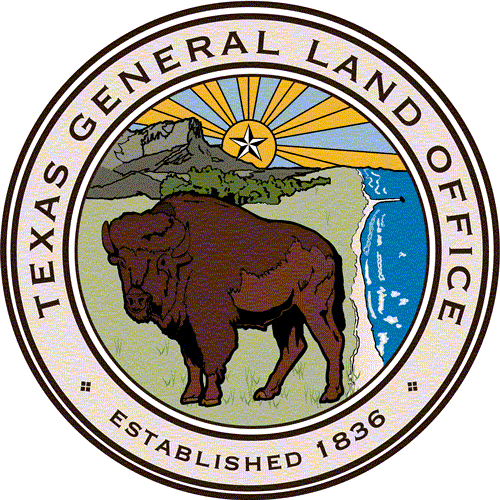 TEXAS GENERAL LAND OFFICE
ESTABLISHED 1836